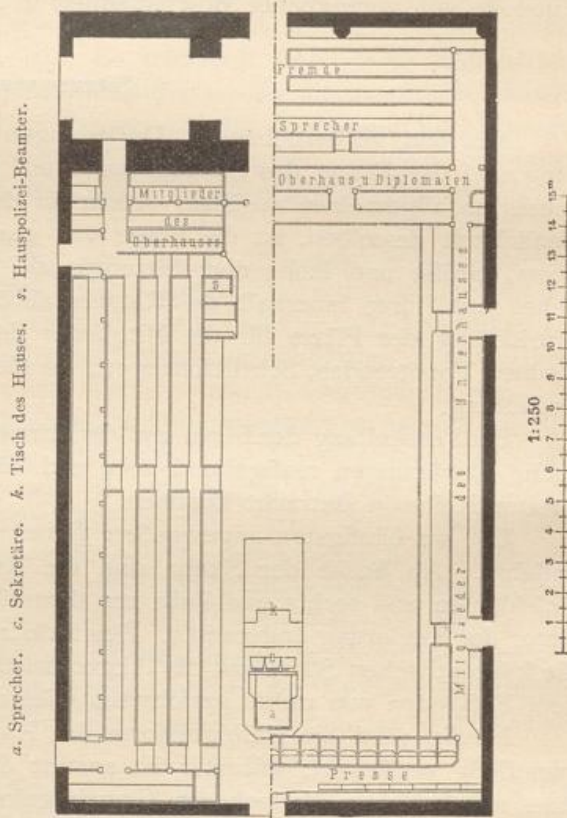 a. Sprecher. c. Sekretäre. k. Tisch des Hauses. s. Hauspolizei-Beamter.
Fremde
Sprecher
Oberhaus u Diplomaten
Mitglieder
des
Oberhauses
s
Mitglieder des Unterhauses
k
c
a
Presse
1:250
1 2 3 4 5 6 7 8 9 10 11 12 13 14 15m